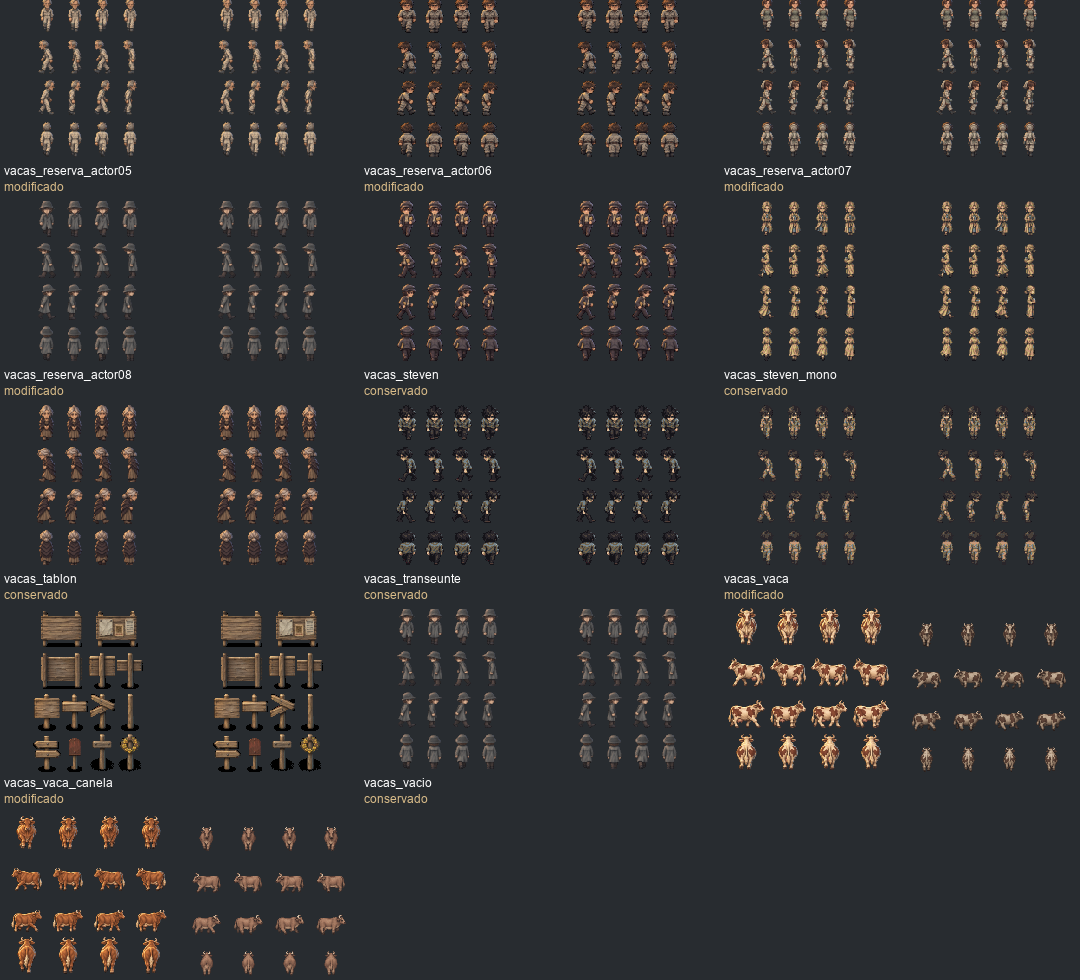 vacas_reserva_actor05
modificado
vacas_reserva_actor06
modificado
vacas_reserva_actor07
modificado
vacas_reserva_actor08
modificado
vacas_steven
conservado
vacas_steven_mono
conservado
vacas_tablon
conservado
vacas_transeunte
conservado
vacas_vaca
modificado
vacas_vaca_canela
modificado
vacas_vacio
conservado